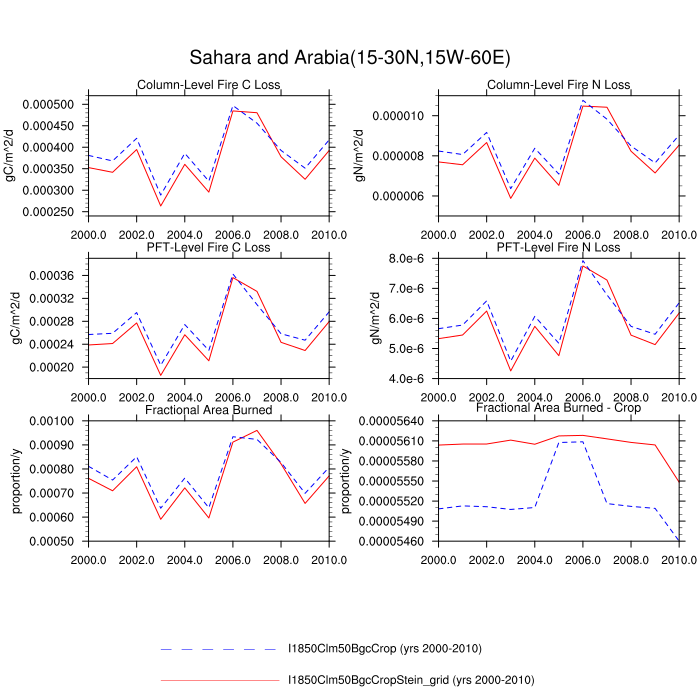 Sahara and Arabia(15-30N,15W-60E)
Column-Level Fire C Loss
gC/m^2/d
0.000500
0.000450
0.000400
0.000350
0.000300
0.000250
2000.0 2002.0 2004.0 2006.0 2008.0 2010.0
Column-Level Fire N Loss
gN/m^2/d
0.000010
0.000008
0.000006
2000.0 2002.0 2004.0 2006.0 2008.0 2010.0
PFT-Level Fire C Loss
gC/m^2/d
0.00036
0.00032
0.00028
0.00024
0.00020
2000.0 2002.0 2004.0 2006.0 2008.0 2010.0
PFT-Level Fire N Loss
gN/m^2/d
8.0e-6
7.0e-6
6.0e-6
5.0e-6
4.0e-6
2000.0 2002.0 2004.0 2006.0 2008.0 2010.0
Fractional Area Burned
proportion/y
0.00100
0.00090
0.00080
0.00070
0.00060
0.00050
2000.0 2002.0 2004.0 2006.0 2008.0 2010.0
Fractional Area Burned - Crop
proportion/y
0.00005640
0.00005610
0.00005580
0.00005550
0.00005520
0.00005490
0.00005460
2000.0 2002.0 2004.0 2006.0 2008.0 2010.0
I1850Clm50BgcCrop (yrs 2000-2010)
I1850Clm50BgcCropStein_grid (yrs 2000-2010)